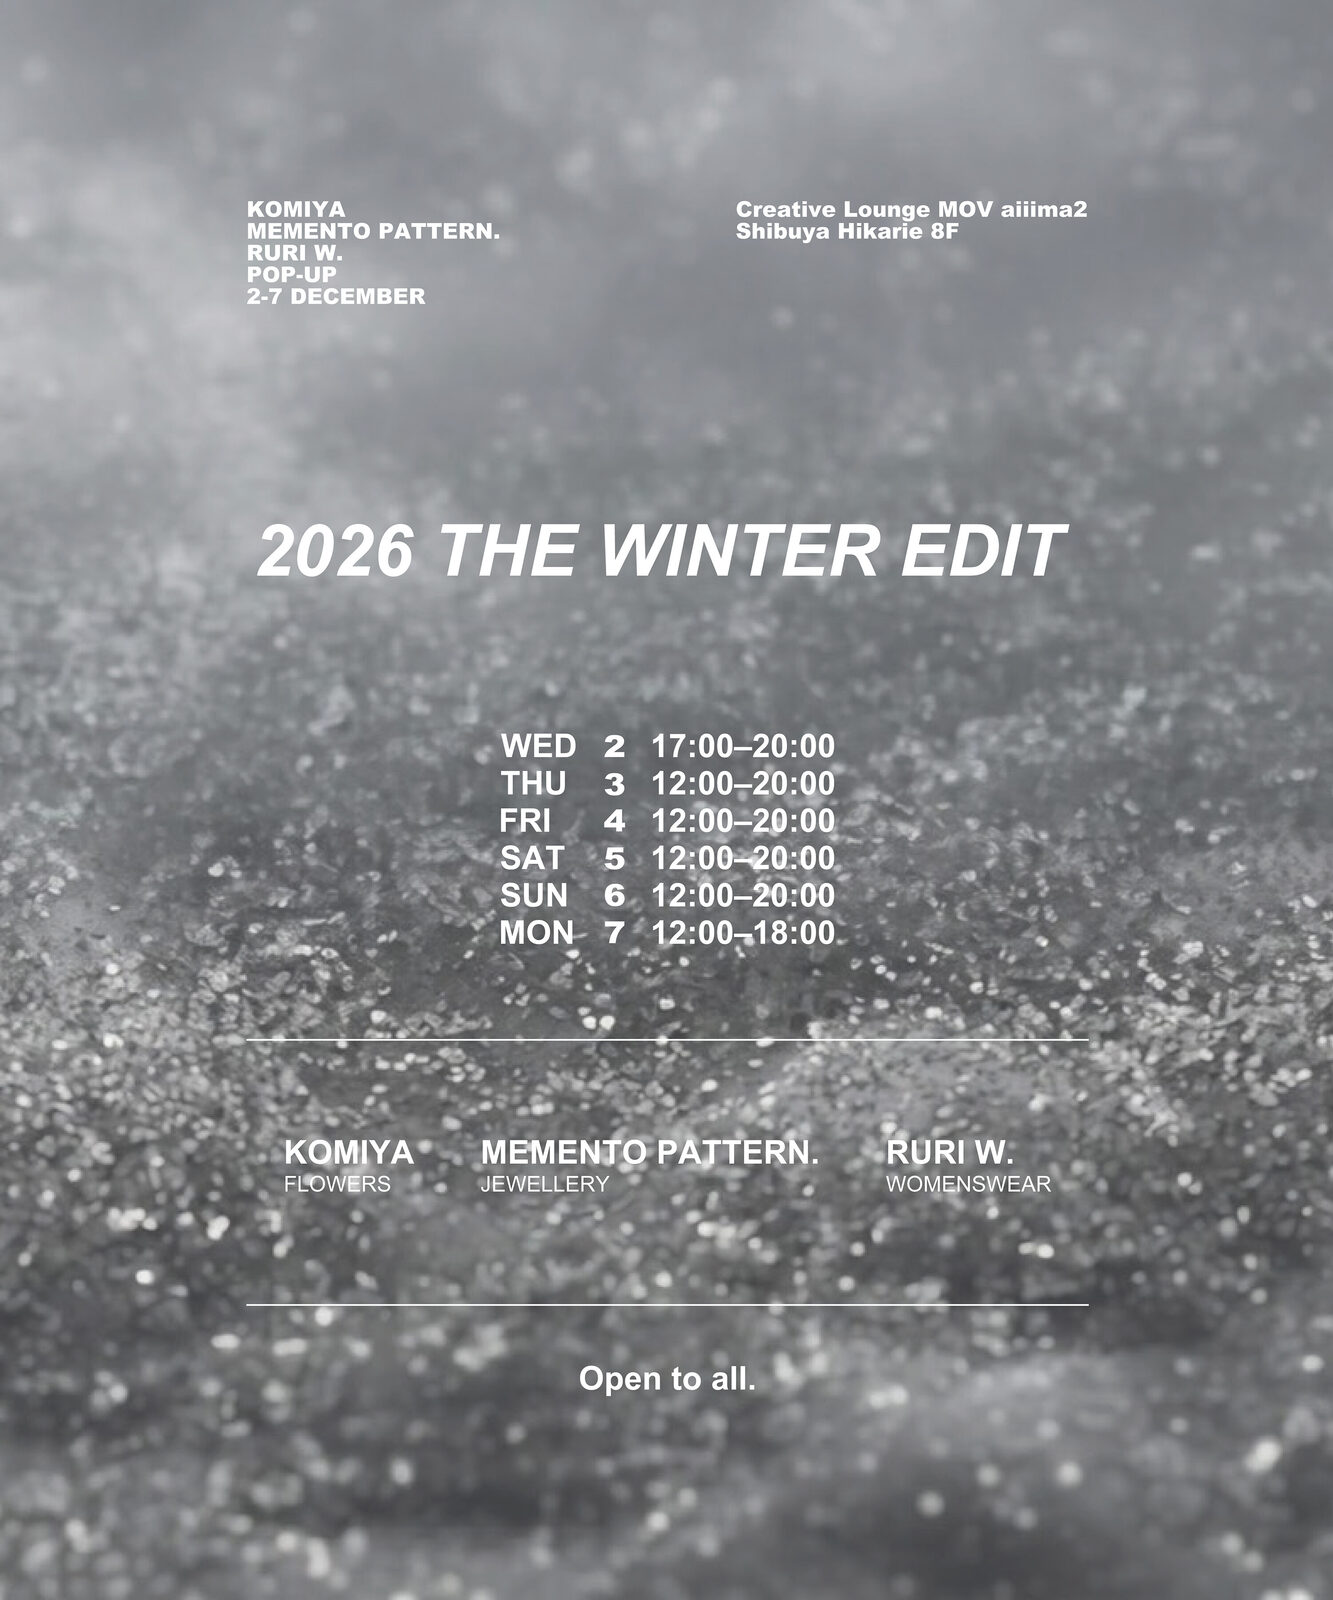 KOMIYA
MEMENTO PATTERN.
RURI W.
POP-UP
2-7 DECEMBER
Creative Lounge MOV aiiima2
Shibuya Hikarie 8F
2026 THE WINTER EDIT
WED 2 17:00–20:00
THU 3 12:00–20:00
FRI 4 12:00–20:00
SAT 5 12:00–20:00
SUN 6 12:00–20:00
MON 7 12:00–18:00
KOMIYA
FLOWERS
MEMENTO PATTERN.
JEWELLERY
RURI W.
WOMENSWEAR
Open to all.